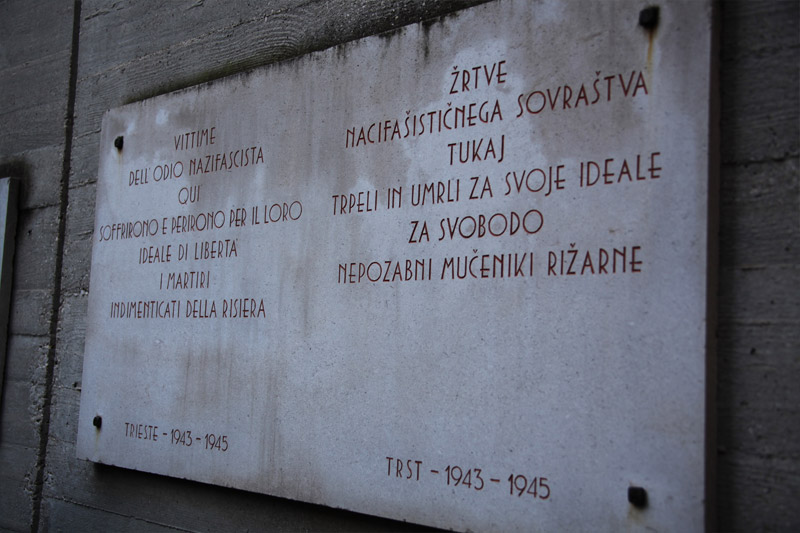 VITTIME
DELL'ODIO NAZIFASCISTA
QUI
SOFFRIRONO E PERIRONO PER IL LORO
IDEALE DI LIBERTA'
I MARTIRI
INDIMENTICATI DELLA RISIERA
TRIESTE - 1943 - 1945
ŽRTVE
NACIFAŠISTIČNEGA SOVRAŠTVA
TUKAJ
TRPELI IN UMRLI ZA SVOJE IDEALE
ZA SVOBODO
NEPOZABNI MUČENIKI RIŽARNE
TRST - 1943 - 1945